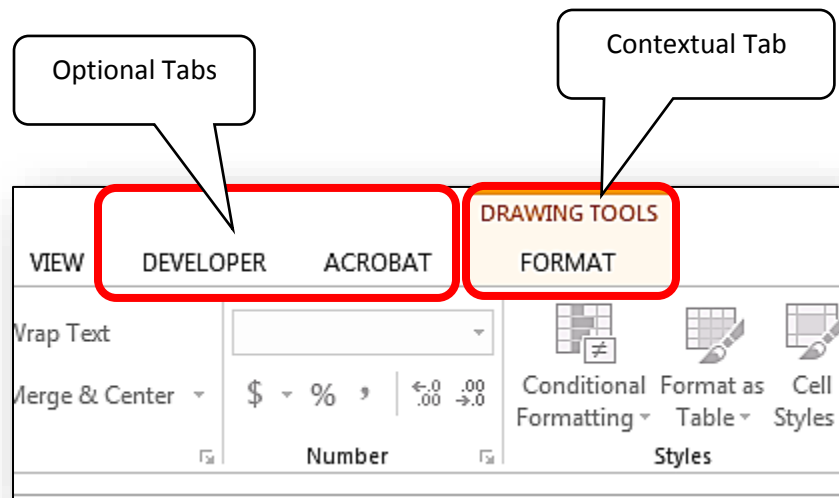 Optional Tabs
Contextual Tab
DRAWING TOOLS
VIEW DEVELOPER ACROBAT FORMAT
Wrap Text
Merge & Center
$ % , ←.0 .00 .00 →.0
Conditional Formatting
Format as Table
Cell Styles
Number
Styles